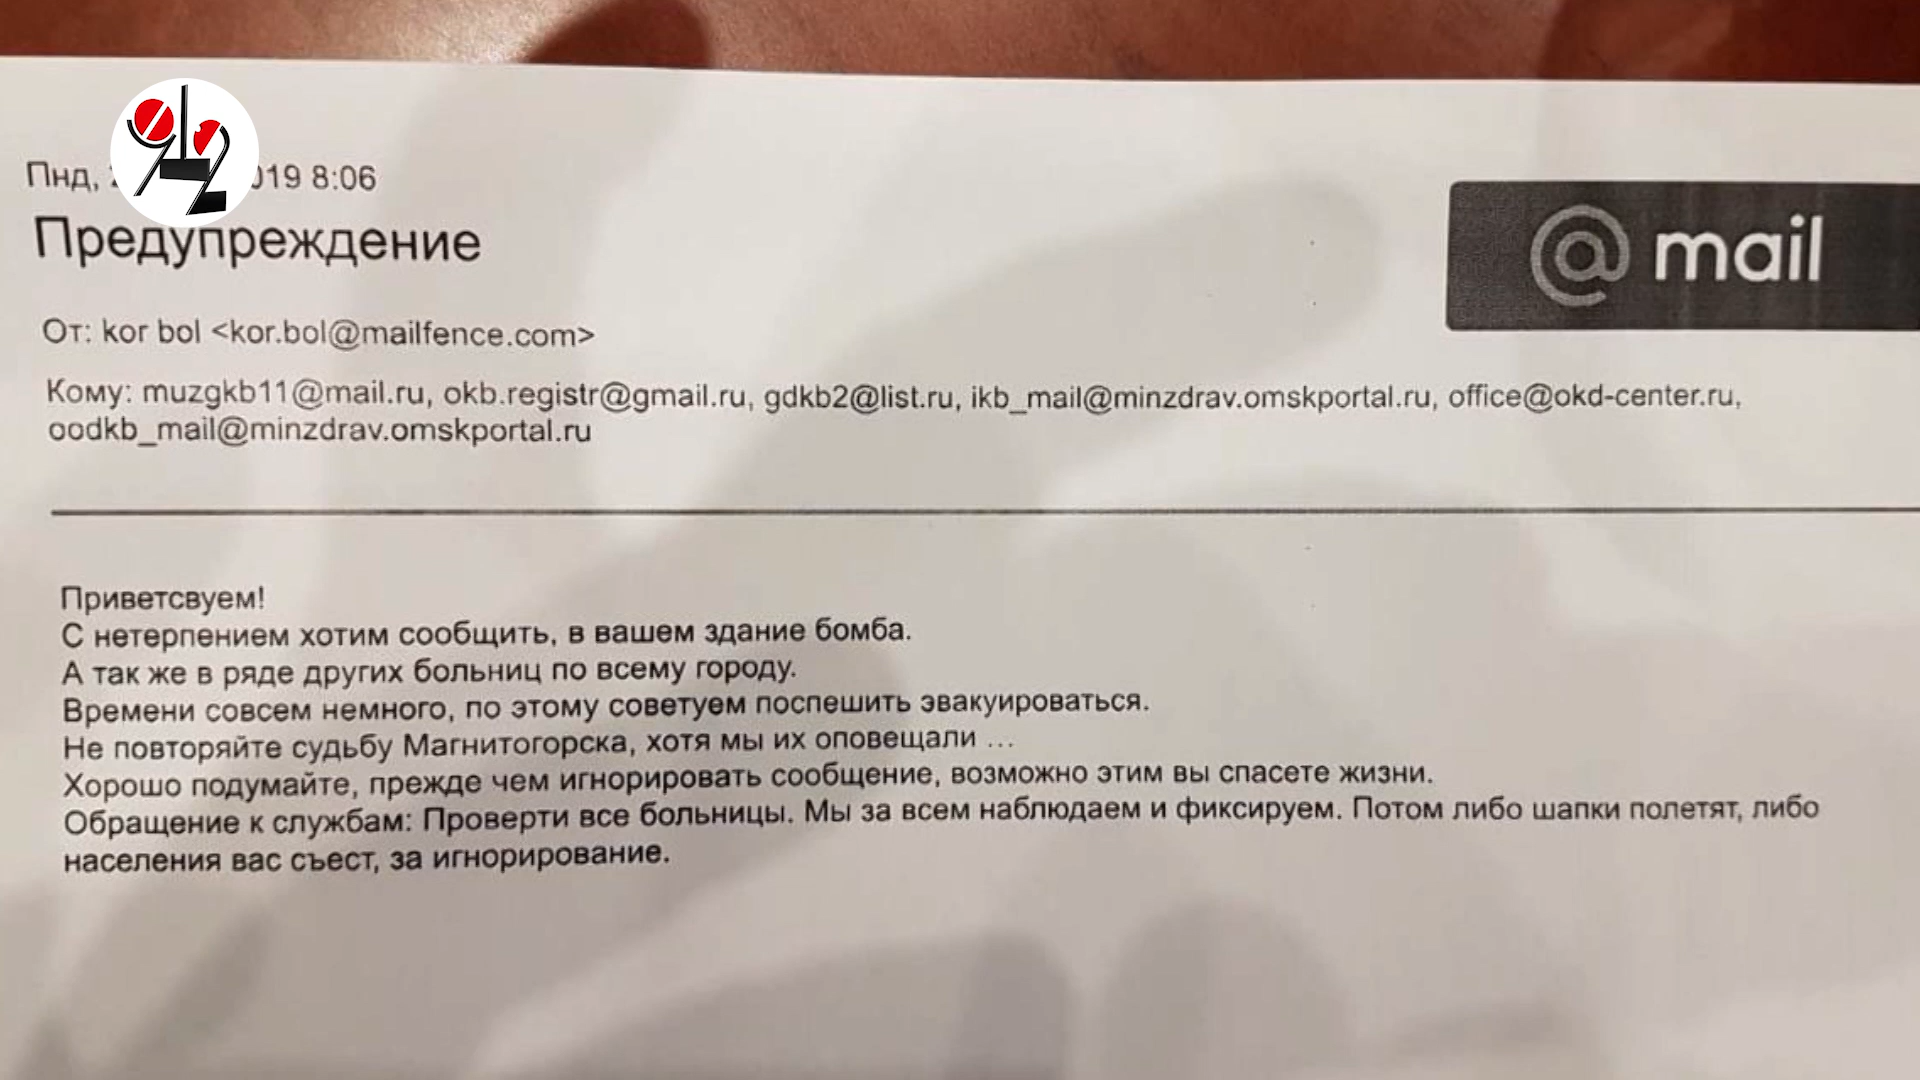 Пнд, 2019 8:06
Предупреждение
@ mail
От: kor bol <kor.bol@mailfence.com>
Кому: muzgkb11@mail.ru, okb.registr@gmail.ru, gdkb2@list.ru, ikb_mail@minzdrav.omskportal.ru, office@okd-center.ru,
oodkb_mail@minzdrav.omskportal.ru
Приветсвуем!
С нетерпением хотим сообщить, в вашем здание бомба.
А так же в ряде других больниц по всему городу.
Времени совсем немного, по этому советуем поспешить эвакуироваться.
Не повторяйте судьбу Магнитогорска, хотя мы их оповещали ...
Хорошо подумайте, прежде чем игнорировать сообщение, возможно этим вы спасете жизни.
Обращение к службам: Проверти все больницы. Мы за всем наблюдаем и фиксируем. Потом либо шапки полетят, либо
населения вас съест, за игнорирование.